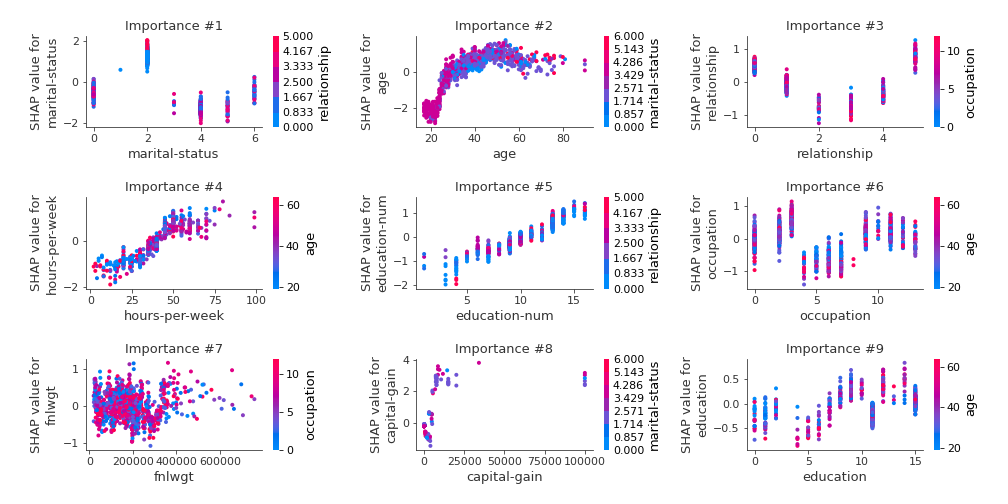 Importance #1
SHAP value for
marital-status
2
0
−2
0
2
4
6
marital-status
5.000
4.167
3.333
2.500
1.667
0.833
0.000
relationship
Importance #2
SHAP value for
age
0
−2
20
40
60
80
age
6.000
5.143
4.286
3.429
2.571
1.714
0.857
0.000
marital-status
Importance #3
SHAP value for
relationship
1
0
−1
0
2
4
relationship
10
5
0
occupation
Importance #4
SHAP value for
hours-per-week
0
−2
0
25
50
75
100
hours-per-week
60
40
20
age
Importance #5
SHAP value for
education-num
1
0
−1
−2
5
10
15
education-num
5.000
4.167
3.333
2.500
1.667
0.833
0.000
relationship
Importance #6
SHAP value for
occupation
1
0
−1
0
5
10
occupation
60
40
20
age
Importance #7
SHAP value for
fnlwgt
1
0
−1
0
200000
400000
600000
fnlwgt
10
5
0
occupation
Importance #8
SHAP value for
capital-gain
4
2
0
0
25000
50000
75000
100000
capital-gain
6.000
5.143
4.286
3.429
2.571
1.714
0.857
0.000
marital-status
Importance #9
SHAP value for
education
0.5
0.0
−0.5
0
5
10
15
education
60
40
20
age